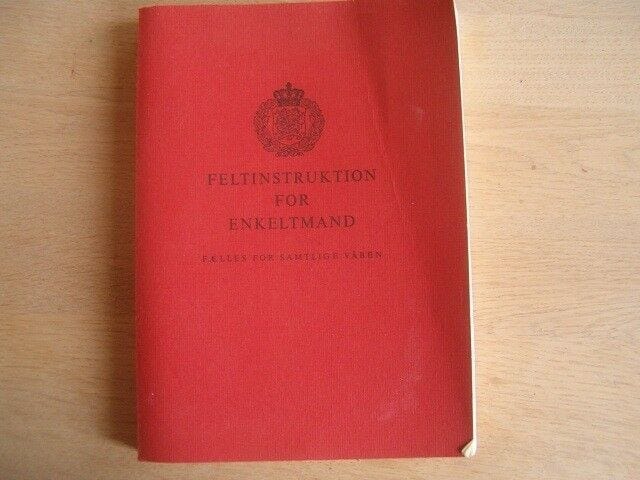 FELTINSTRUKTION
FOR
ENKELTMAND
FÆLLES FOR SAMTLIGE VÅBEN